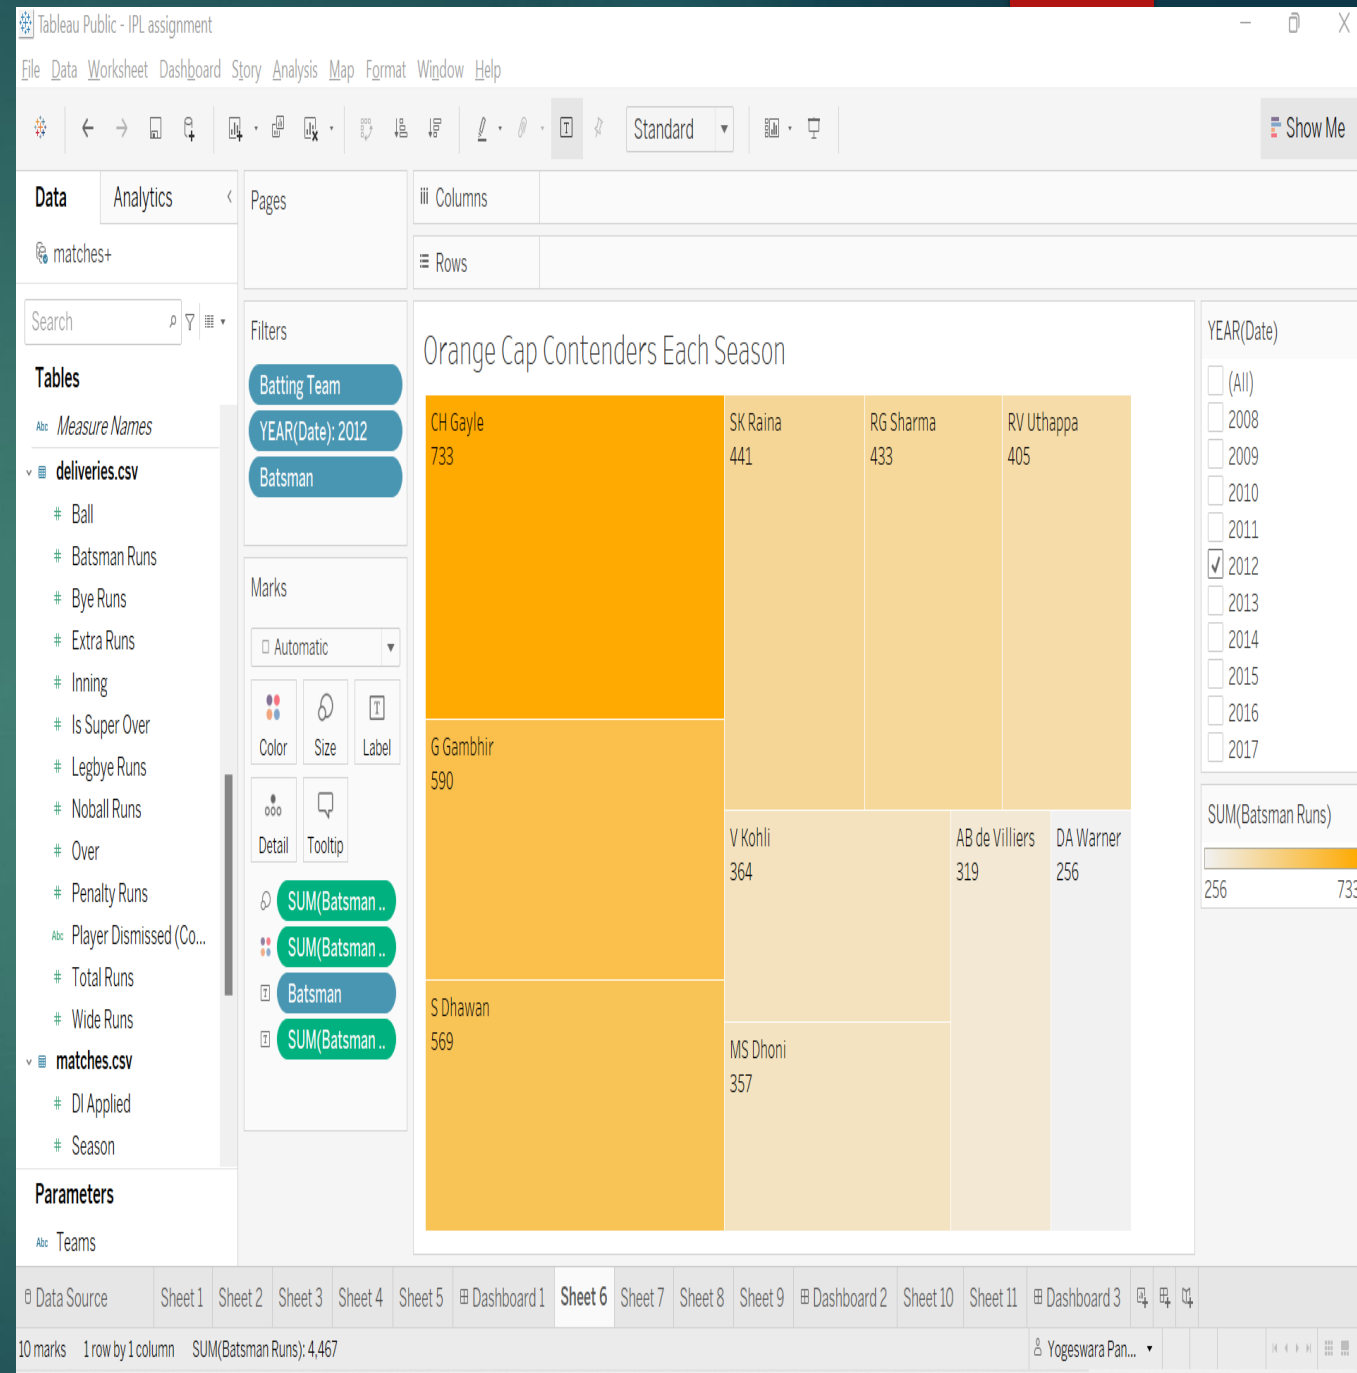 Tableau Public - IPL assignment
File Data Worksheet Dashboard Story Analysis Map Format Window Help
Standard
Show Me
Data Analytics
matches+
Search
Tables
Abc Measure Names
deliveries.csv
# Ball
# Batsman Runs
# Bye Runs
# Extra Runs
# Inning
# Is Super Over
# Legbye Runs
# Noball Runs
# Over
# Penalty Runs
Abc Player Dismissed (Co...
# Total Runs
# Wide Runs
matches.csv
# Dl Applied
# Season
Parameters
Abc Teams
Pages
Filters
Batting Team
YEAR(Date): 2012
Batsman
Marks
Automatic
Color Size Label
Detail Tooltip
SUM(Batsman ..
SUM(Batsman ..
Batsman
SUM(Batsman ..
Columns
Rows
Orange Cap Contenders Each Season
CH Gayle
733
G Gambhir
590
S Dhawan
569
SK Raina
441
RG Sharma
433
RV Uthappa
405
V Kohli
364
MS Dhoni
357
AB de Villiers
319
DA Warner
256
YEAR(Date)
(All)
2008
2009
2010
2011
2012
2013
2014
2015
2016
2017
SUM(Batsman Runs)
256 733
Data Source Sheet 1 Sheet 2 Sheet 3 Sheet 4 Sheet 5 Dashboard 1 Sheet 6 Sheet 7 Sheet 8 Sheet 9 Dashboard 2 Sheet 10 Sheet 11 Dashboard 3
10 marks 1 row by 1 column SUM(Batsman Runs): 4,467 Yogeswara Pan...